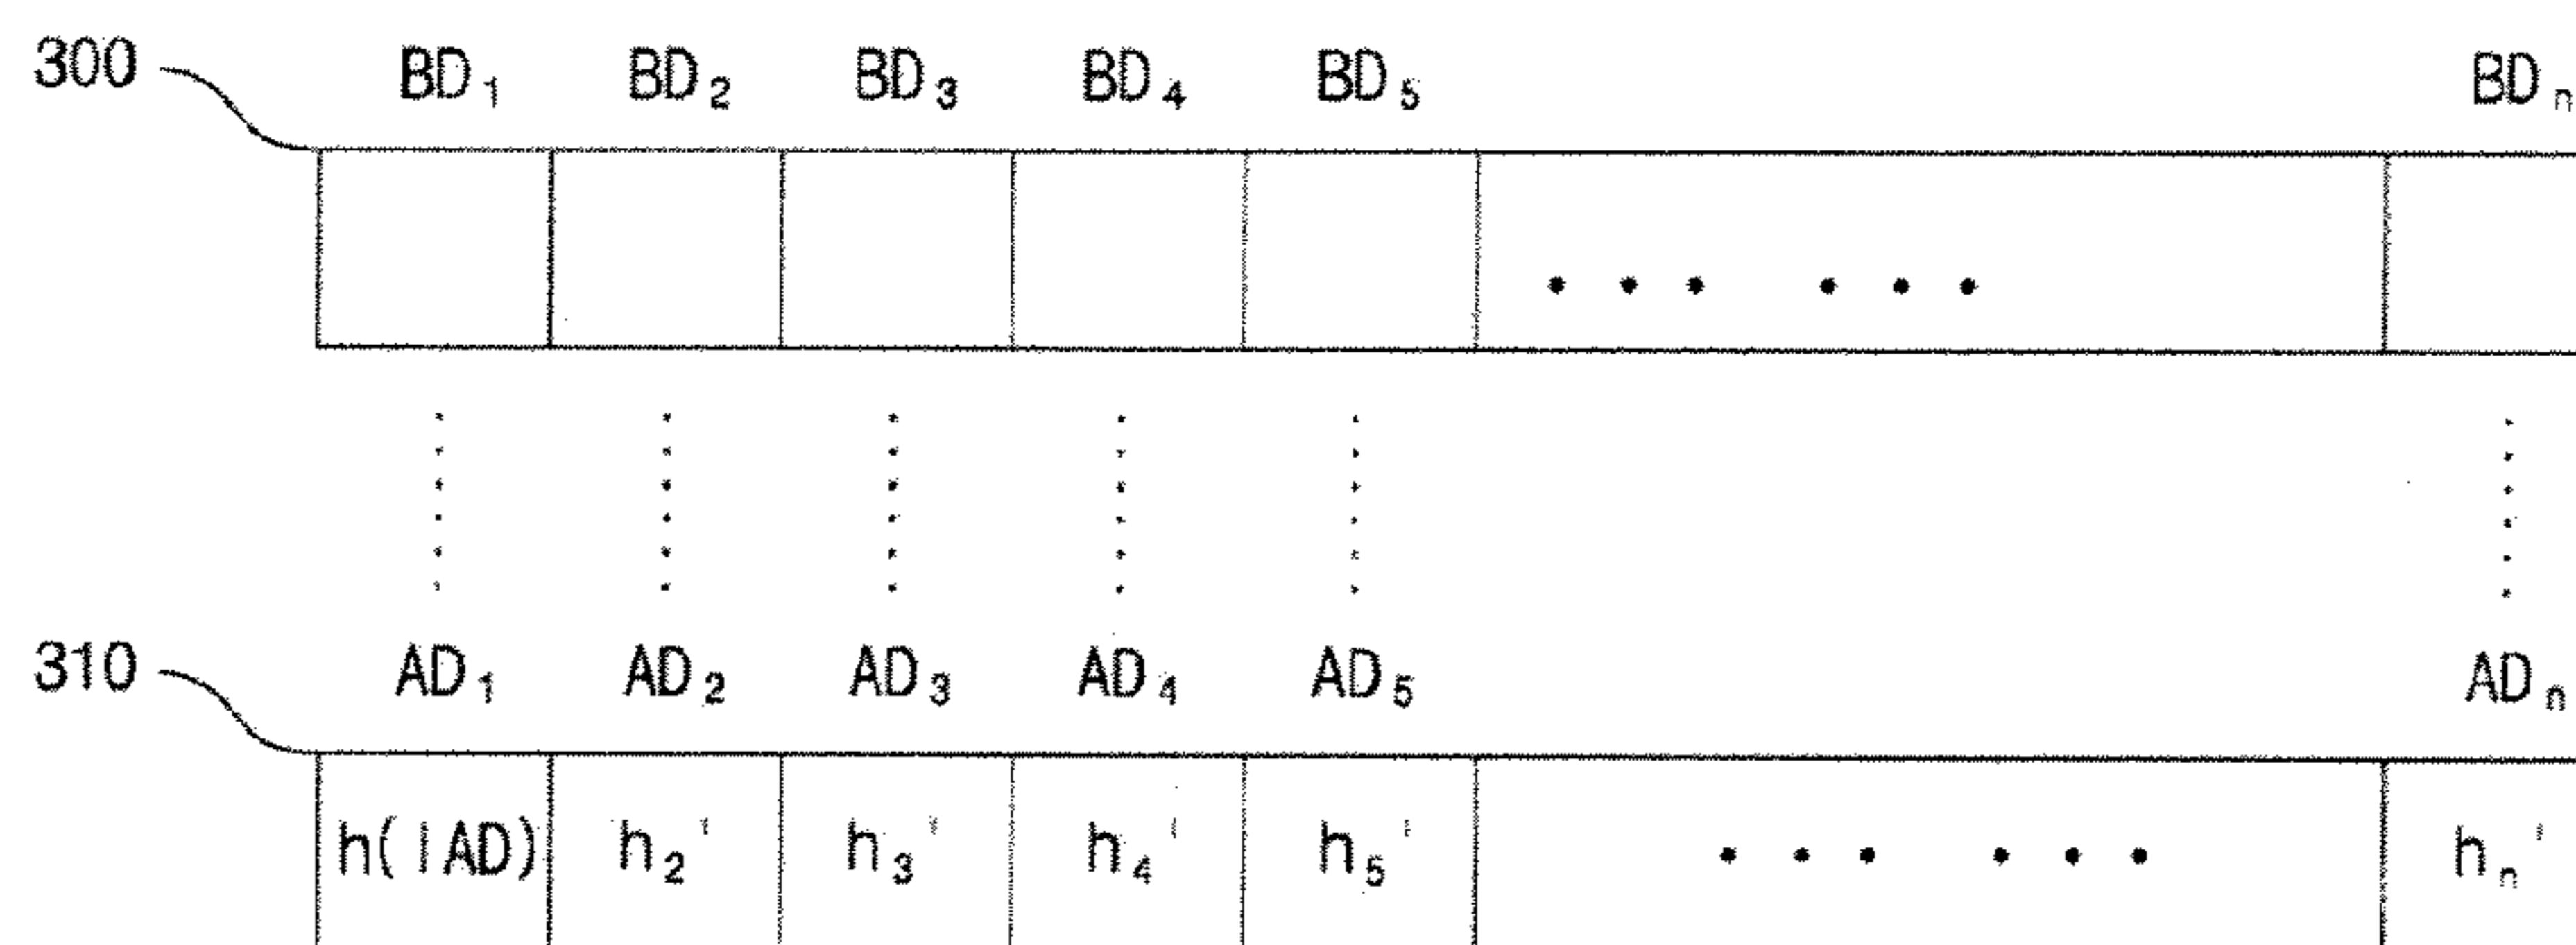 300 BD₁ BD₂ BD₃ BD₄ BD₅ BDₙ
. . . . . .
310 AD₁ AD₂ AD₃ AD₄ AD₅ ADₙ
h(IAD) h₂' h₃' h₄' h₅' . . . . . . hₙ'